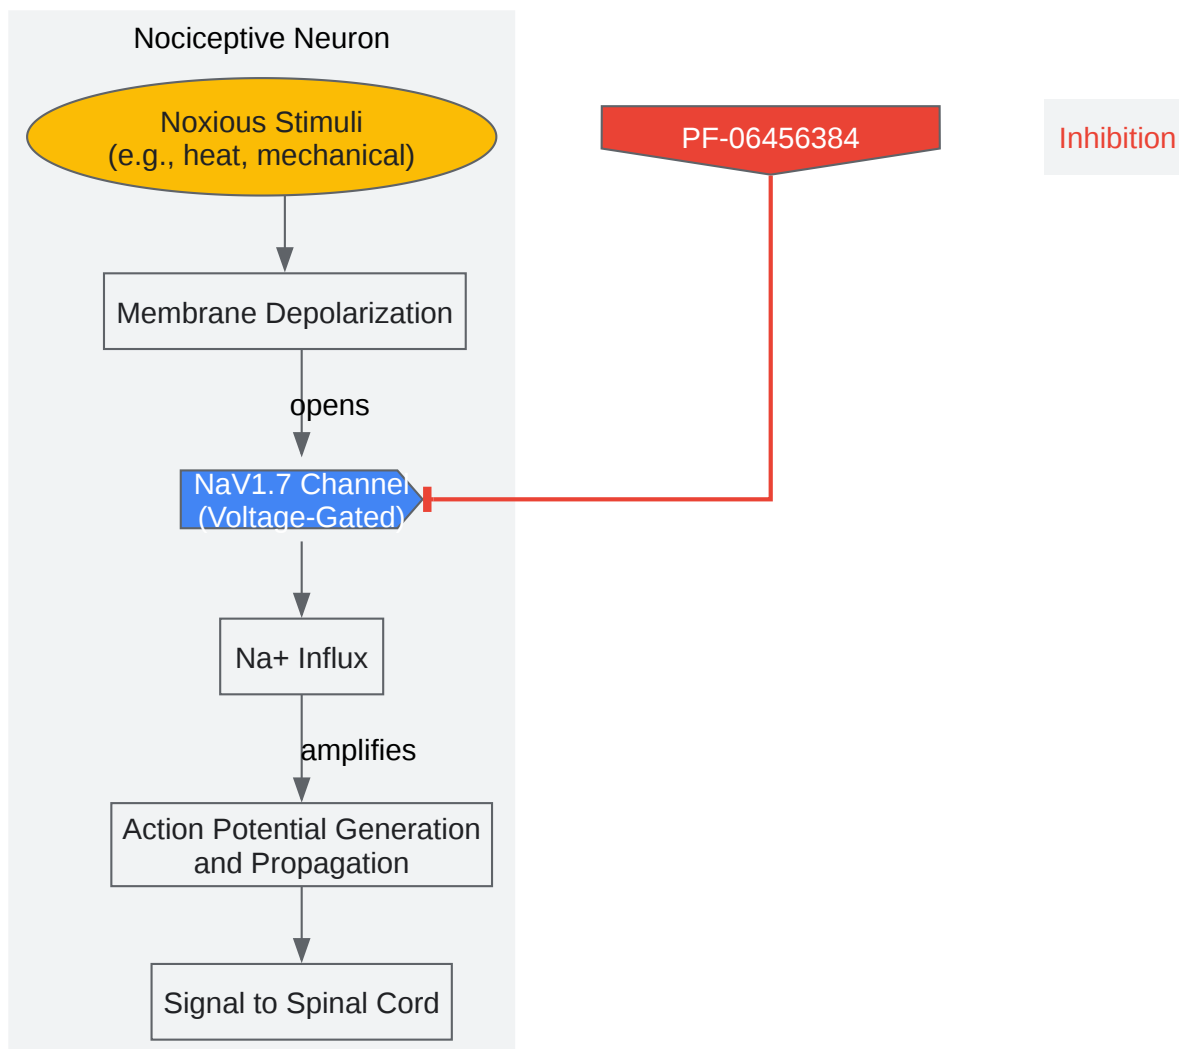 Nociceptive Neuron
Noxious Stimuli
(e.g., heat, mechanical)
PF-06456384
Inhibition
Membrane Depolarization
opens
NaV1.7 Channel
(Voltage-Gated)
Na+ Influx
amplifies
Action Potential Generation
and Propagation
Signal to Spinal Cord